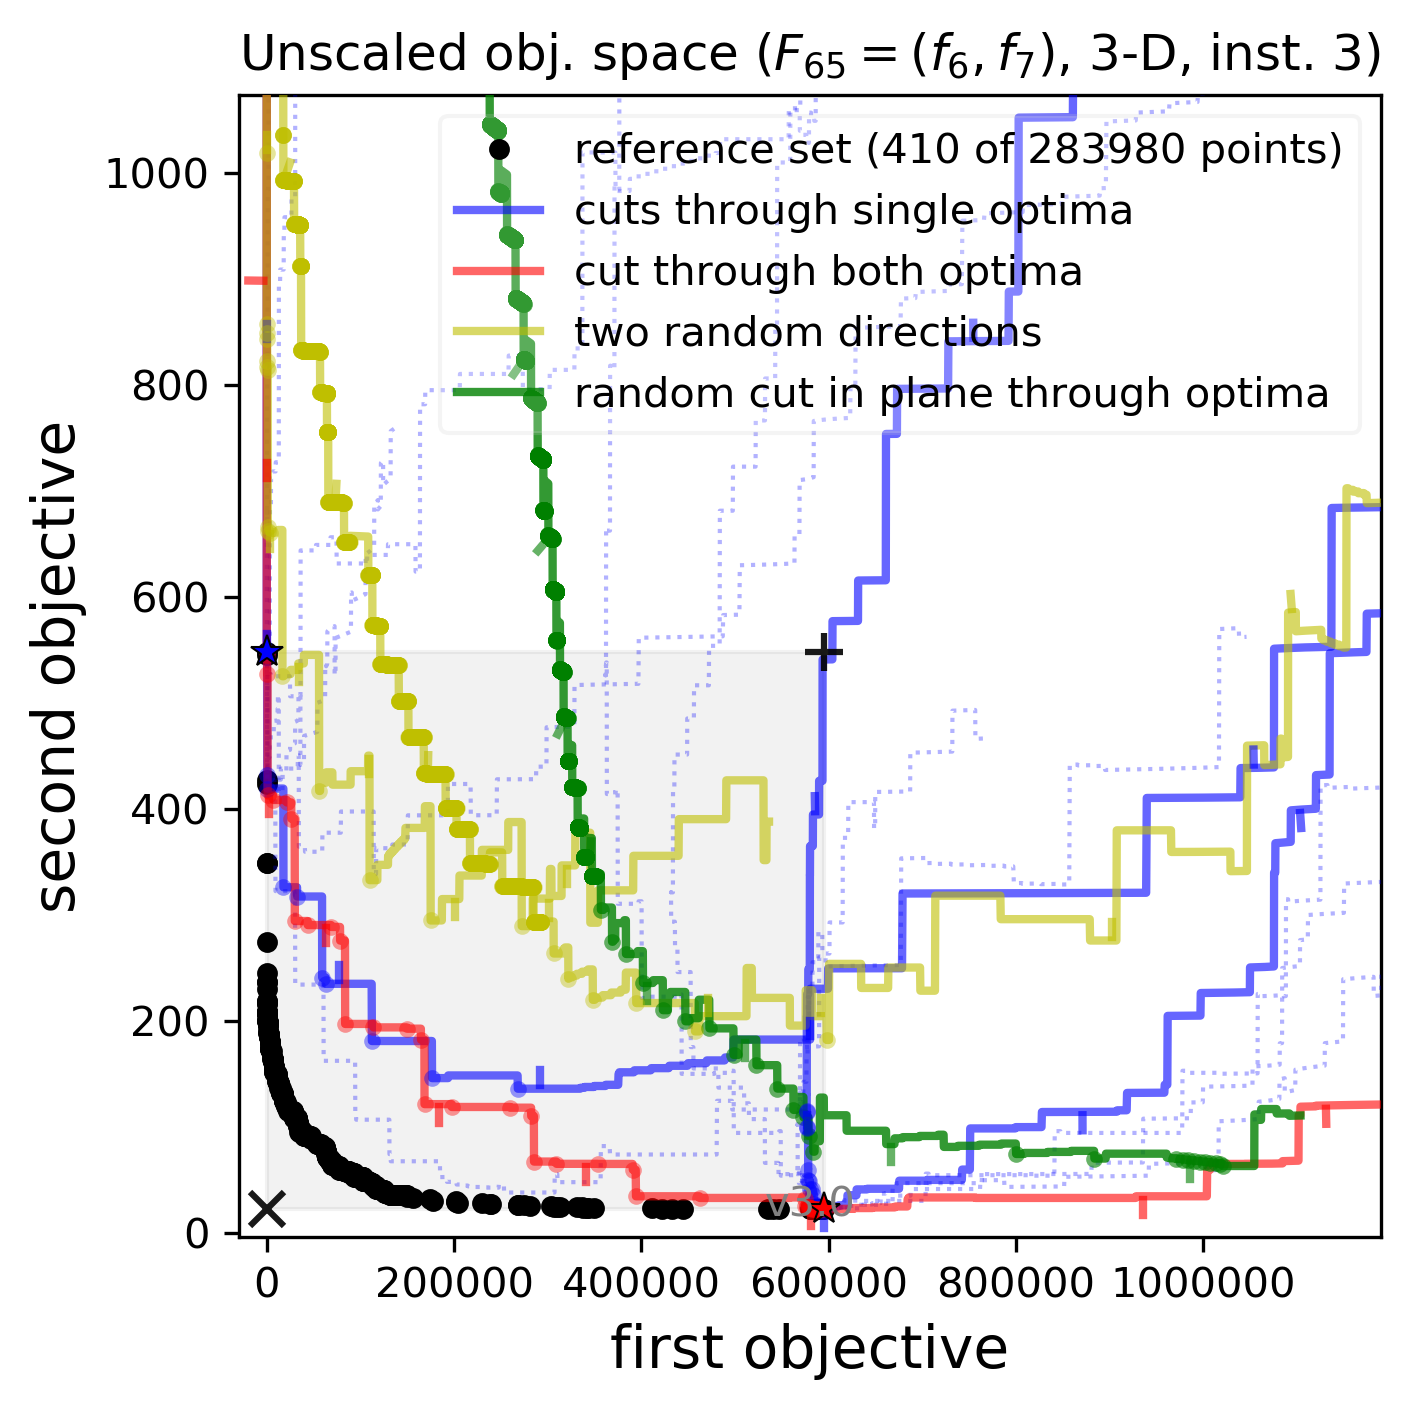 Unscaled obj. space (F65 = (f6, f7), 3-D, inst. 3)
reference set (410 of 283980 points)
cuts through single optima
cut through both optima
two random directions
random cut in plane through optima
second objective
1000
800
600
400
200
0
v3.0
0 200000 400000 600000 800000 1000000
first objective